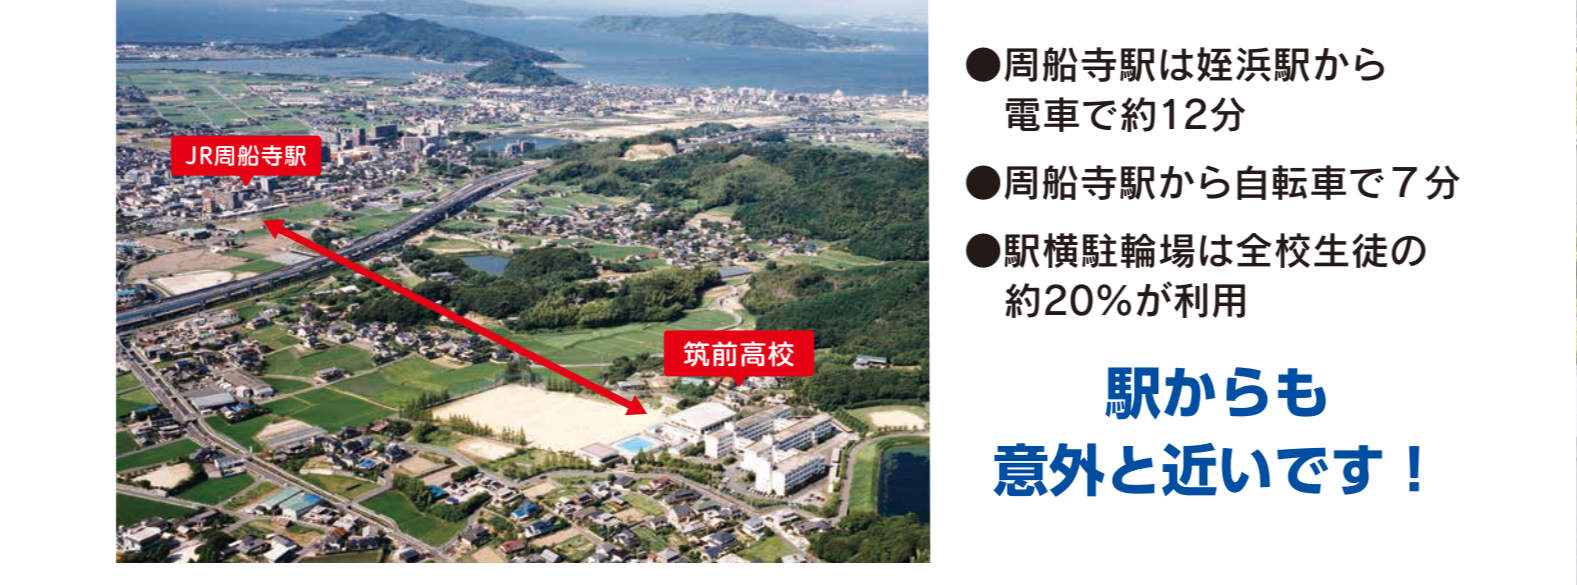 JR周船寺駅
筑前高校
●周船寺駅は姪浜駅から
電車で約12分
●周船寺駅から自転車で７分
●駅横駐輪場は全校生徒の
約20%が利用
駅からも
意外と近いです！